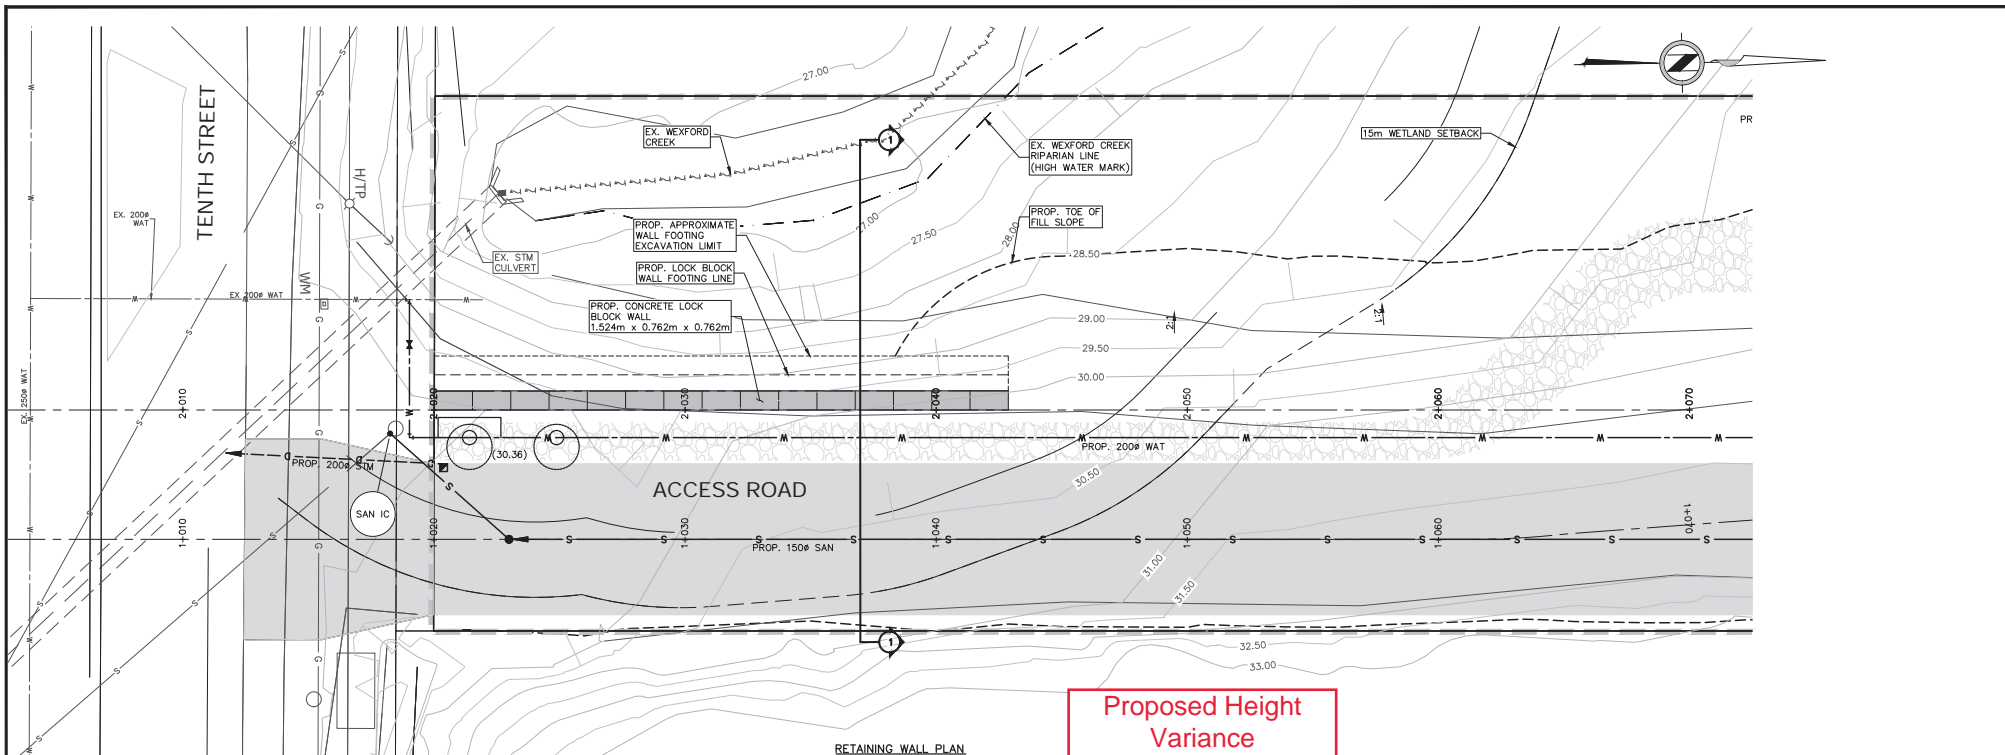 TENTH STREET
EX. 200ø
WAT
EX 200ø WAT
EX. 250ø WAT
H/TP
WM
EX. WEXFORD
CREEK
EX. WEXFORD CREEK
RIPARIAN LINE
(HIGH WATER MARK)
15m WETLAND SETBACK
PR
PROP. APPROXIMATE
WALL FOOTING
EXCAVATION LIMIT
PROP. TOE OF
FILL SLOPE
EX. STM
CULVERT
PROP. LOCK BLOCK
WALL FOOTING LINE
PROP. CONCRETE LOCK
BLOCK WALL
1.524m x 0.762m x 0.762m
27.00
27.00
27.50
28.00
28.50
29.00
29.50
30.00
2:1
2:1
2+010
2+020
2+030
2+040
2+050
2+060
2+070
(30.36)
PROP. 200ø WAT
PROP. 200ø STM
SAN IC
ACCESS ROAD
30.50
31.00
31.50
1+010
1+020
1+030
1+040
1+050
1+060
1+070
PROP. 150ø SAN
1
1
32.50
33.00
RETAINING WALL PLAN
Proposed Height
Variance